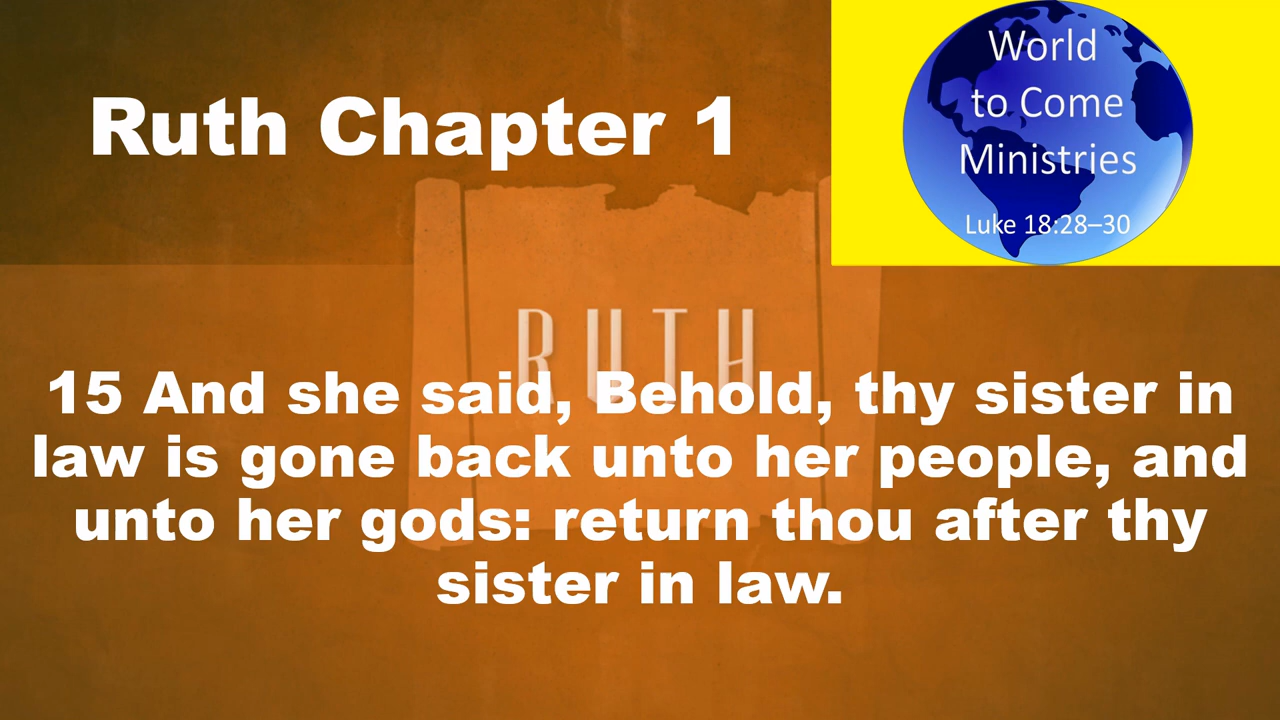 Ruth Chapter 1
World
to Come
Ministries
Luke 18:28–30
RUTH
15 And she said, Behold, thy sister in
law is gone back unto her people, and
unto her gods: return thou after thy
sister in law.